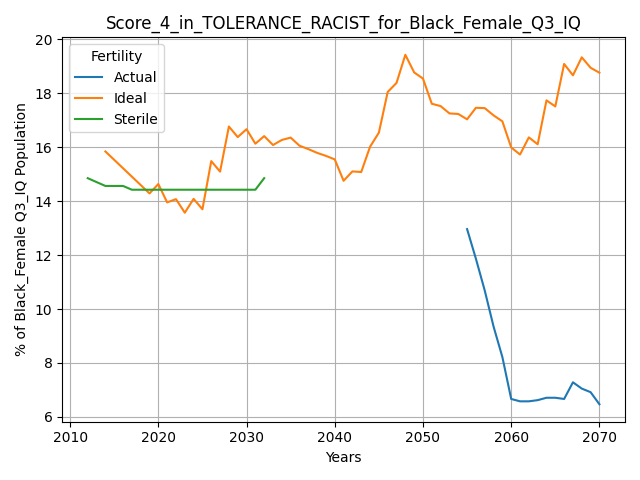 Score_4_in_TOLERANCE_RACIST_for_Black_Female_Q3_IQ
Fertility
Actual
Ideal
Sterile
% of Black_Female Q3_IQ Population
20
18
16
14
12
10
8
6
2010 2020 2030 2040 2050 2060 2070
Years